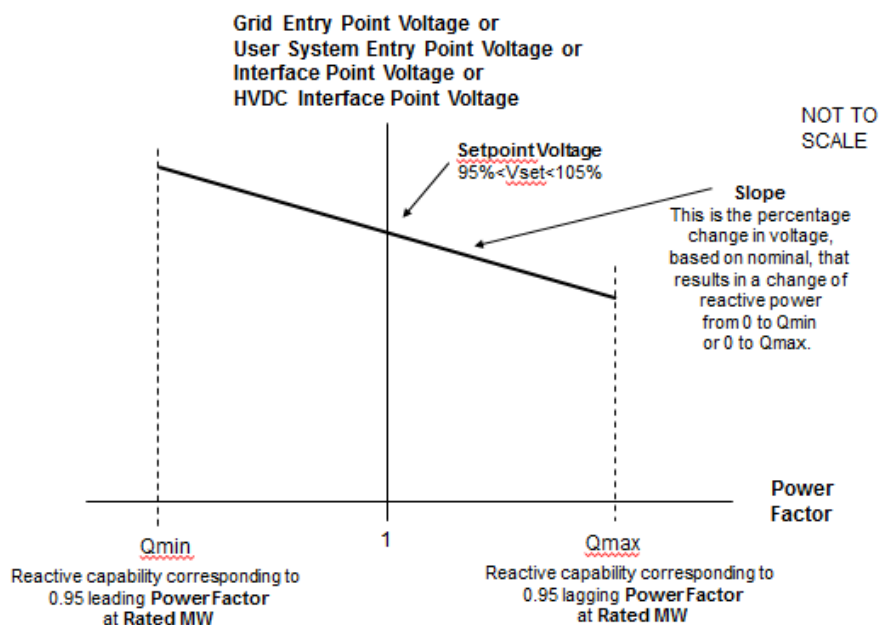 Grid Entry Point Voltage or
User System Entry Point Voltage or
Interface Point Voltage or
HVDC Interface Point Voltage
NOT TO
SCALE
Setpoint Voltage
95%<Vset<105%
Slope
This is the percentage
change in voltage,
based on nominal, that
results in a change of
reactive power
from 0 to Qmin
or 0 to Qmax.
Power
Factor
1
Qmin
Reactive capability corresponding to
0.95 leading Power Factor
at Rated MW
Qmax
Reactive capability corresponding to
0.95 lagging Power Factor
at Rated MW